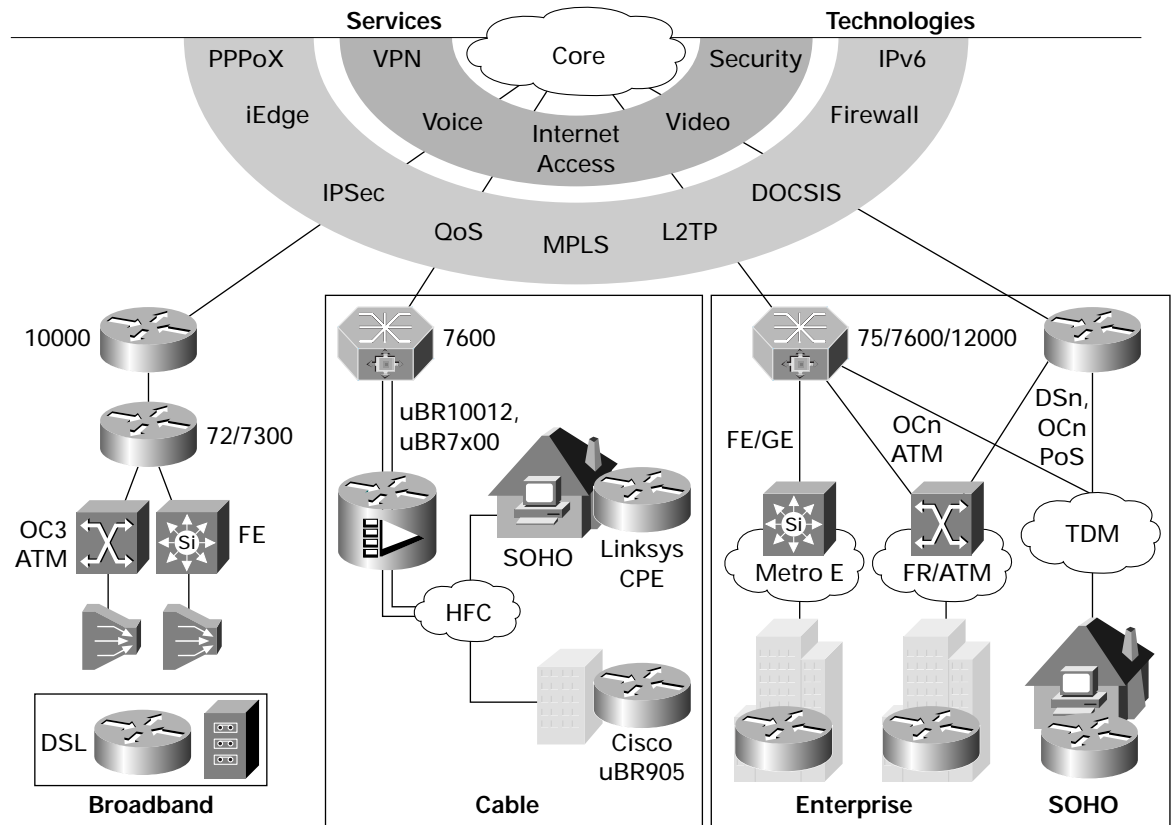 Services
Technologies
PPPoX
VPN
Core
Security
IPv6
iEdge
Voice
Internet
Access
Video
Firewall
IPSec
QoS
MPLS
L2TP
DOCSIS
10000
72/7300
OC3
ATM
Si
FE
DSL
Broadband
7600
uBR10012,
uBR7x00
SOHO
Linksys
CPE
HFC
Cisco
uBR905
Cable
75/7600/12000
FE/GE
OCn
ATM
DSn,
OCn
PoS
Si
Metro E
FR/ATM
TDM
Enterprise
SOHO